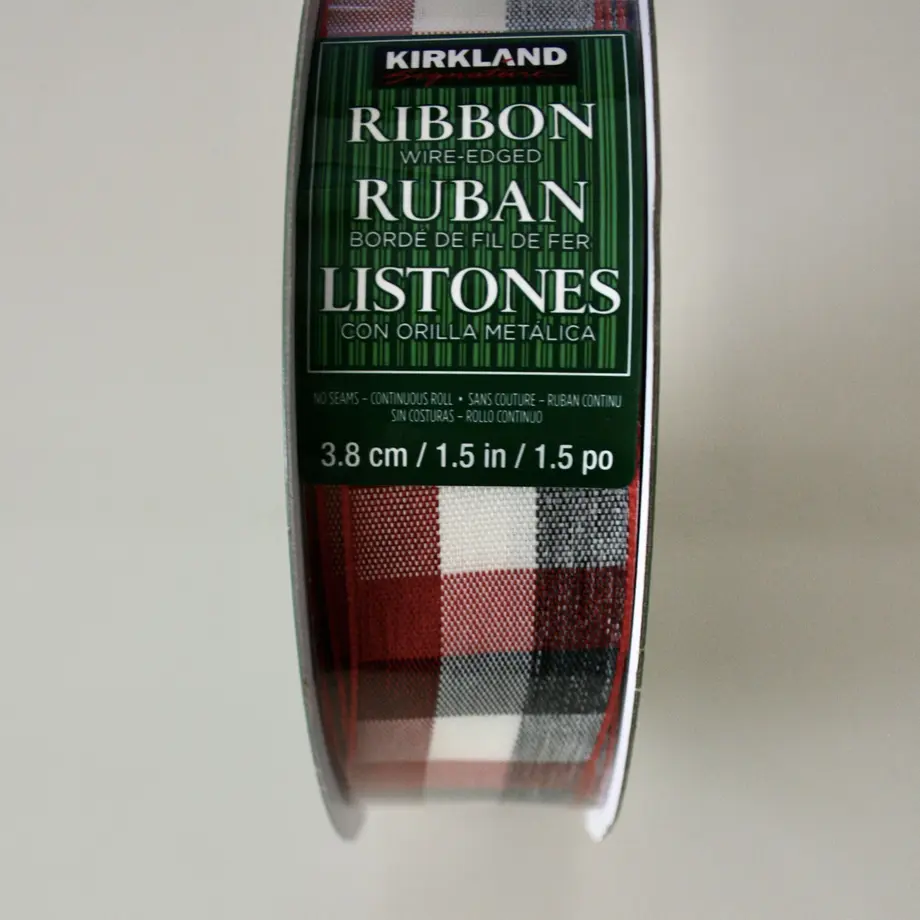 KIRKLAND
Signature
RIBBON
WIRE-EDGED
RUBAN
BORDÉ DE FIL DE FER
LISTONES
CON ORILLA METÁLICA
NO SEAMS – CONTINUOUS ROLL • SANS COUTURE – RUBAN CONTINU
SIN COSTURAS – ROLLO CONTINUO
3.8 cm / 1.5 in / 1.5 po